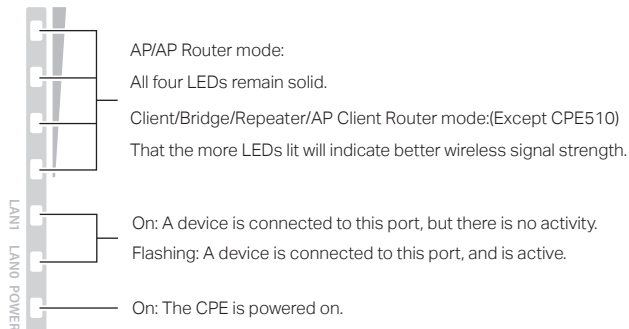 AP/AP Router mode:
All four LEDs remain solid.
Client/Bridge/Repeater/AP Client Router mode:(Except CPE510)
That the more LEDs lit will indicate better wireless signal strength.
LAN1
On: A device is connected to this port, but there is no activity.
Flashing: A device is connected to this port, and is active.
LAN0
POWER
On: The CPE is powered on.